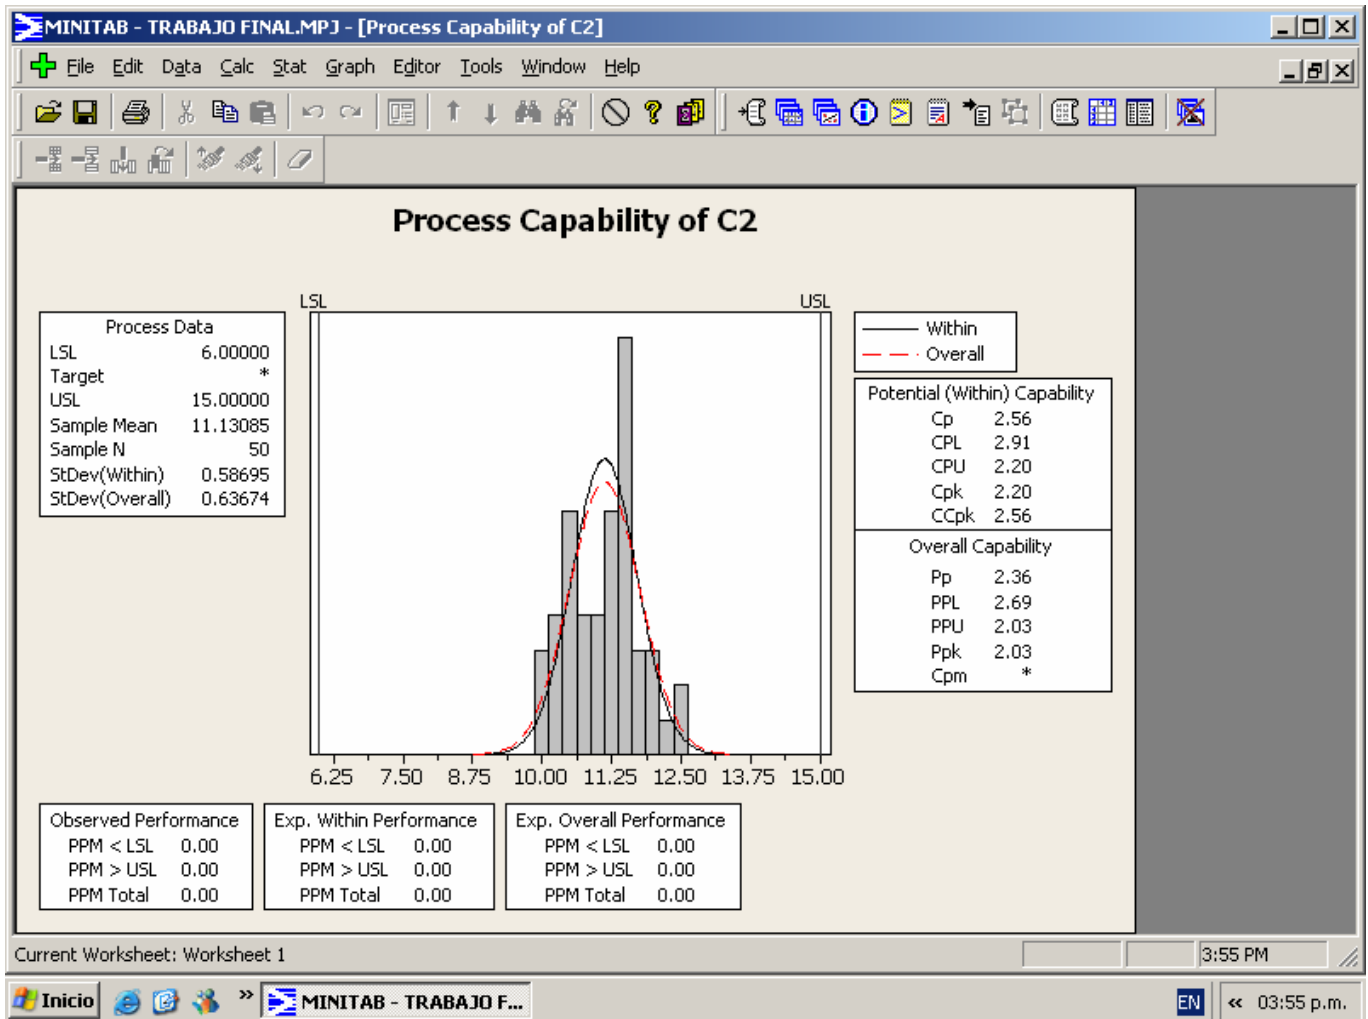 MINITAB - TRABAJO FINAL.MPJ - [Process Capability of C2]
File Edit Data Calc Stat Graph Editor Tools Window Help
Process Capability of C2
LSL USL
Process Data
LSL 6.00000
Target *
USL 15.00000
Sample Mean 11.13085
Sample N 50
StDev(Within) 0.58695
StDev(Overall) 0.63674
Within
Overall
Potential (Within) Capability
Cp 2.56
CPL 2.91
CPU 2.20
Cpk 2.20
CCpk 2.56
Overall Capability
Pp 2.36
PPL 2.69
PPU 2.03
Ppk 2.03
Cpm *
6.25 7.50 8.75 10.00 11.25 12.50 13.75 15.00
Observed Performance
PPM < LSL 0.00
PPM > USL 0.00
PPM Total 0.00
Exp. Within Performance
PPM < LSL 0.00
PPM > USL 0.00
PPM Total 0.00
Exp. Overall Performance
PPM < LSL 0.00
PPM > USL 0.00
PPM Total 0.00
Current Worksheet: Worksheet 1 3:55 PM
Inicio » MINITAB - TRABAJO F... EN « 03:55 p.m.